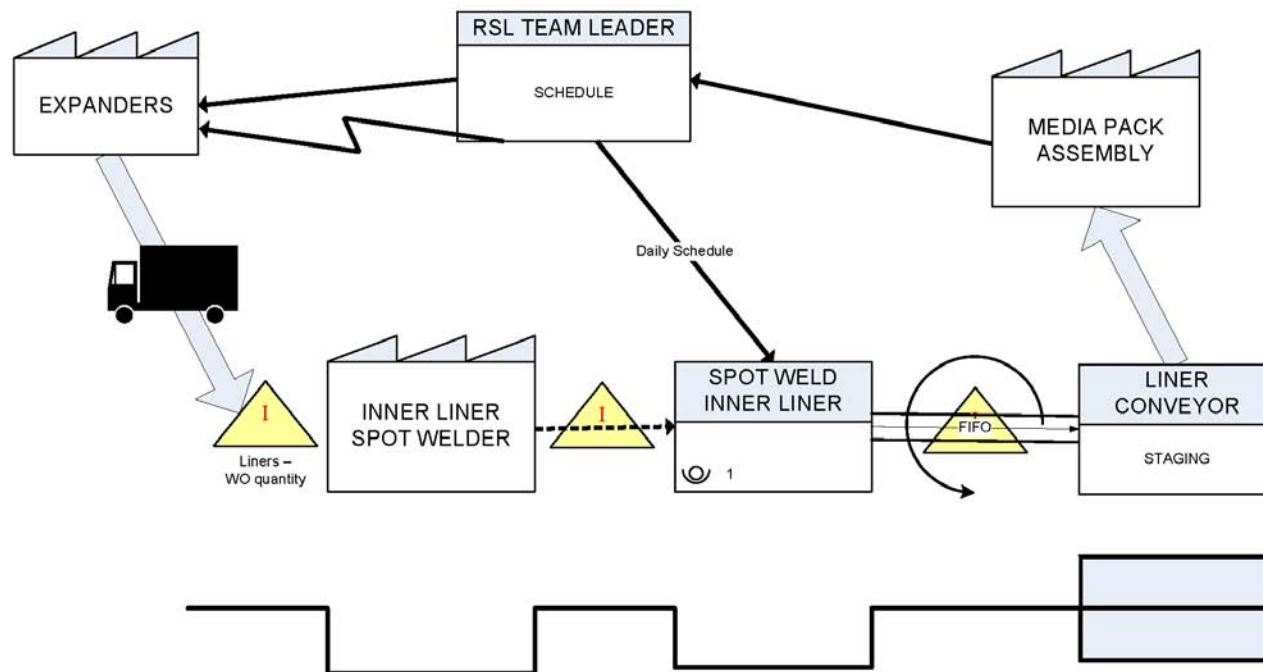 RSL TEAM LEADER
SCHEDULE
EXPANDERS
MEDIA PACK
ASSEMBLY
Daily Schedule
I
Liners –
WO quantity
INNER LINER
SPOT WELDER
I
SPOT WELD
INNER LINER
1
I
FIFO
LINER
CONVEYOR
STAGING